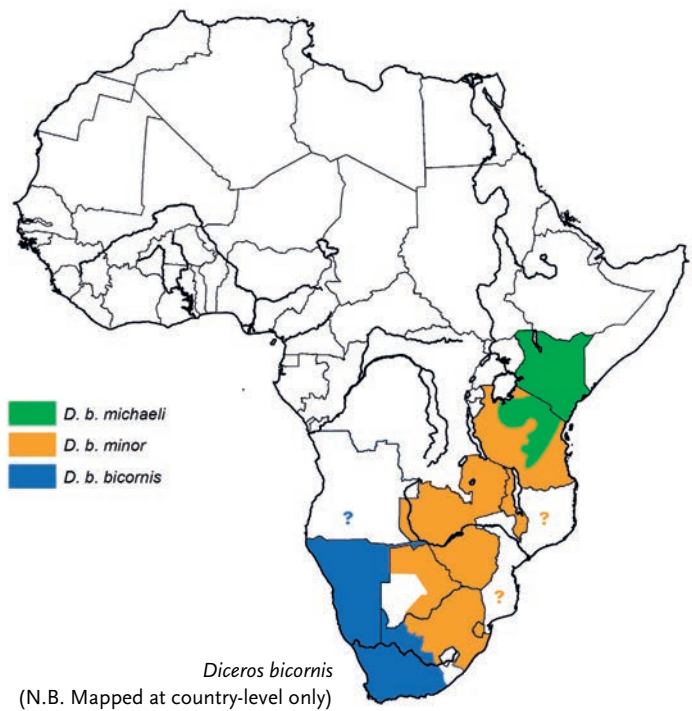 D. b. michaeli
D. b. minor
D. b. bicornis
?
?
?
Diceros bicornis
(N.B. Mapped at country-level only)